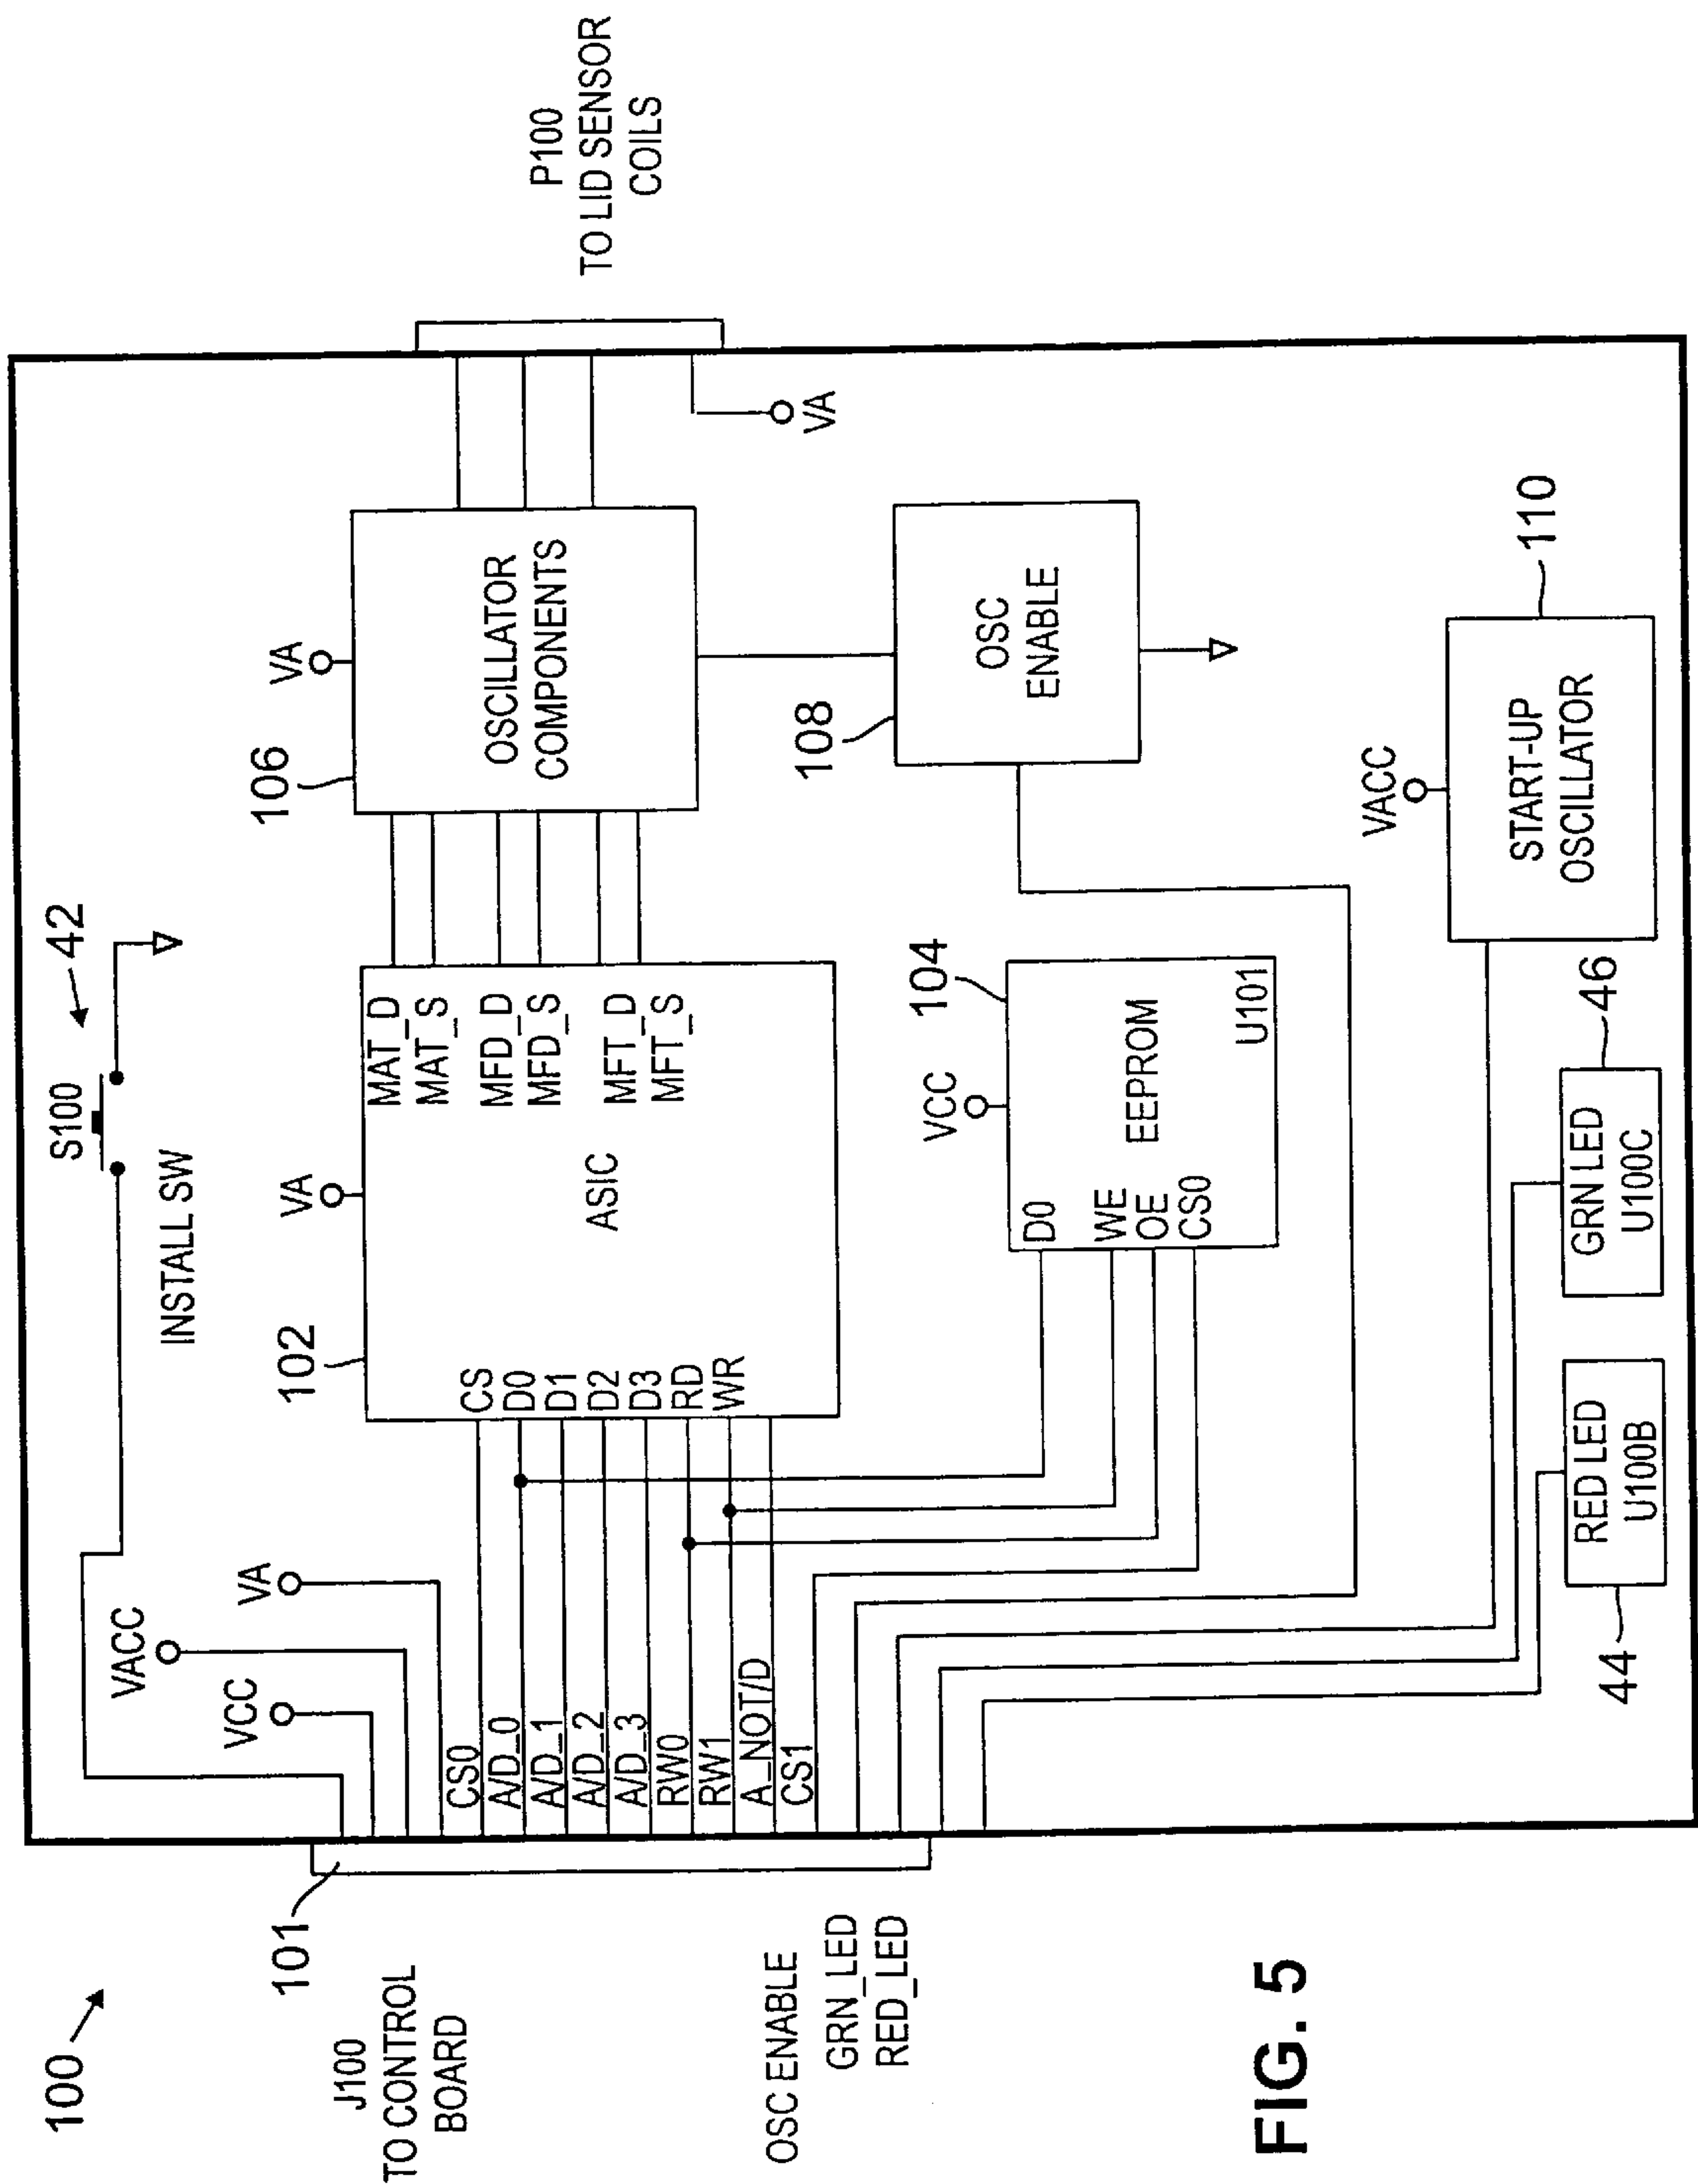 100
J100
TO CONTROL
BOARD
101
OSC ENABLE
GRN_LED
RED_LED
VCC
VACC
VA
CS0
A/D_0
A/D_1
A/D_2
A/D_3
RW0
RW1
A_NOT/D
CS1
S100
42
INSTALL SW
102
VA
CS
D0
D1
D2
D3
RD
WR
ASIC
MAT_D
MAT_S
MFD_D
MFD_S
MFT_D
MFT_S
106
VA
OSCILLATOR
COMPONENTS
P100
TO LID SENSOR
COILS
VA
104
VCC
D0
WE
OE
CS0
EEPROM
U101
108
OSC
ENABLE
VACC
START-UP
OSCILLATOR
110
44
RED LED
U100B
GRN LED
U100C
46
FIG. 5